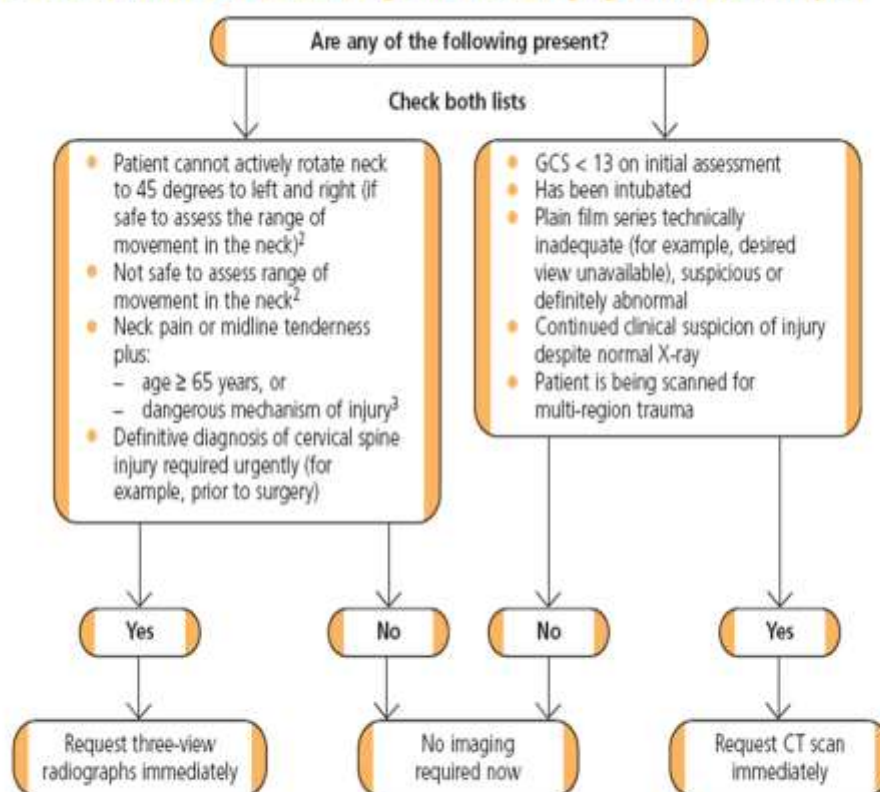 Are any of the following present?
Check both lists
• Patient cannot actively rotate neck
to 45 degrees to left and right (if
safe to assess the range of
movement in the neck)²
• Not safe to assess range of
movement in the neck²
• Neck pain or midline tenderness
plus:
– age ≥ 65 years, or
– dangerous mechanism of injury³
• Definitive diagnosis of cervical spine
injury required urgently (for
example, prior to surgery)
• GCS < 13 on initial assessment
• Has been intubated
• Plain film series technically
inadequate (for example, desired
view unavailable), suspicious or
definitely abnormal
• Continued clinical suspicion of injury
despite normal X-ray
• Patient is being scanned for
multi-region trauma
Yes
No
No
Yes
Request three-view
radiographs immediately
No imaging
required now
Request CT scan
immediately